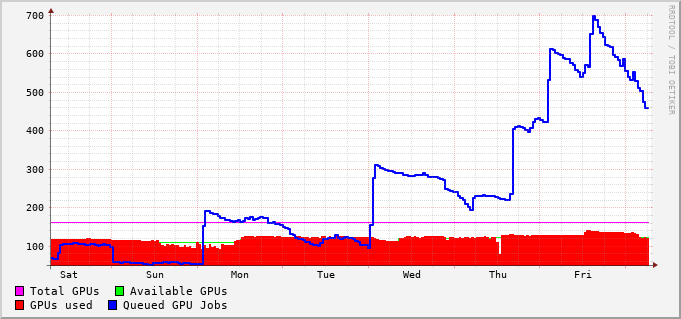 700
600
500
400
300
200
100
Sat Sun Mon Tue Wed Thu Fri
Total GPUs Available GPUs
GPUs used Queued GPU Jobs
RRDTOOL / TOBI OETIKER